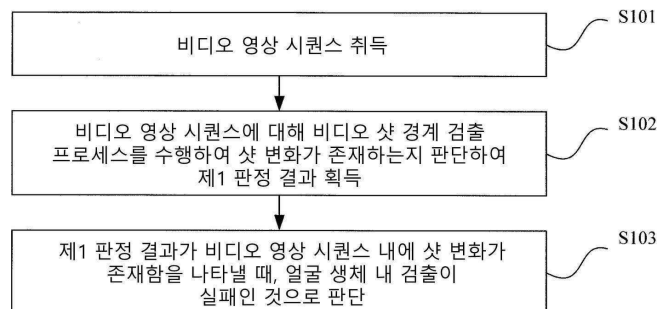 S101
비디오 영상 시퀀스 취득
S102
비디오 영상 시퀀스에 대해 비디오 샷 경계 검출
프로세스를 수행하여 샷 변화가 존재하는지 판단하여
제1 판정 결과 획득
S103
제1 판정 결과가 비디오 영상 시퀀스 내에 샷 변화가
존재함을 나타낼 때, 얼굴 생체 내 검출이
실패인 것으로 판단